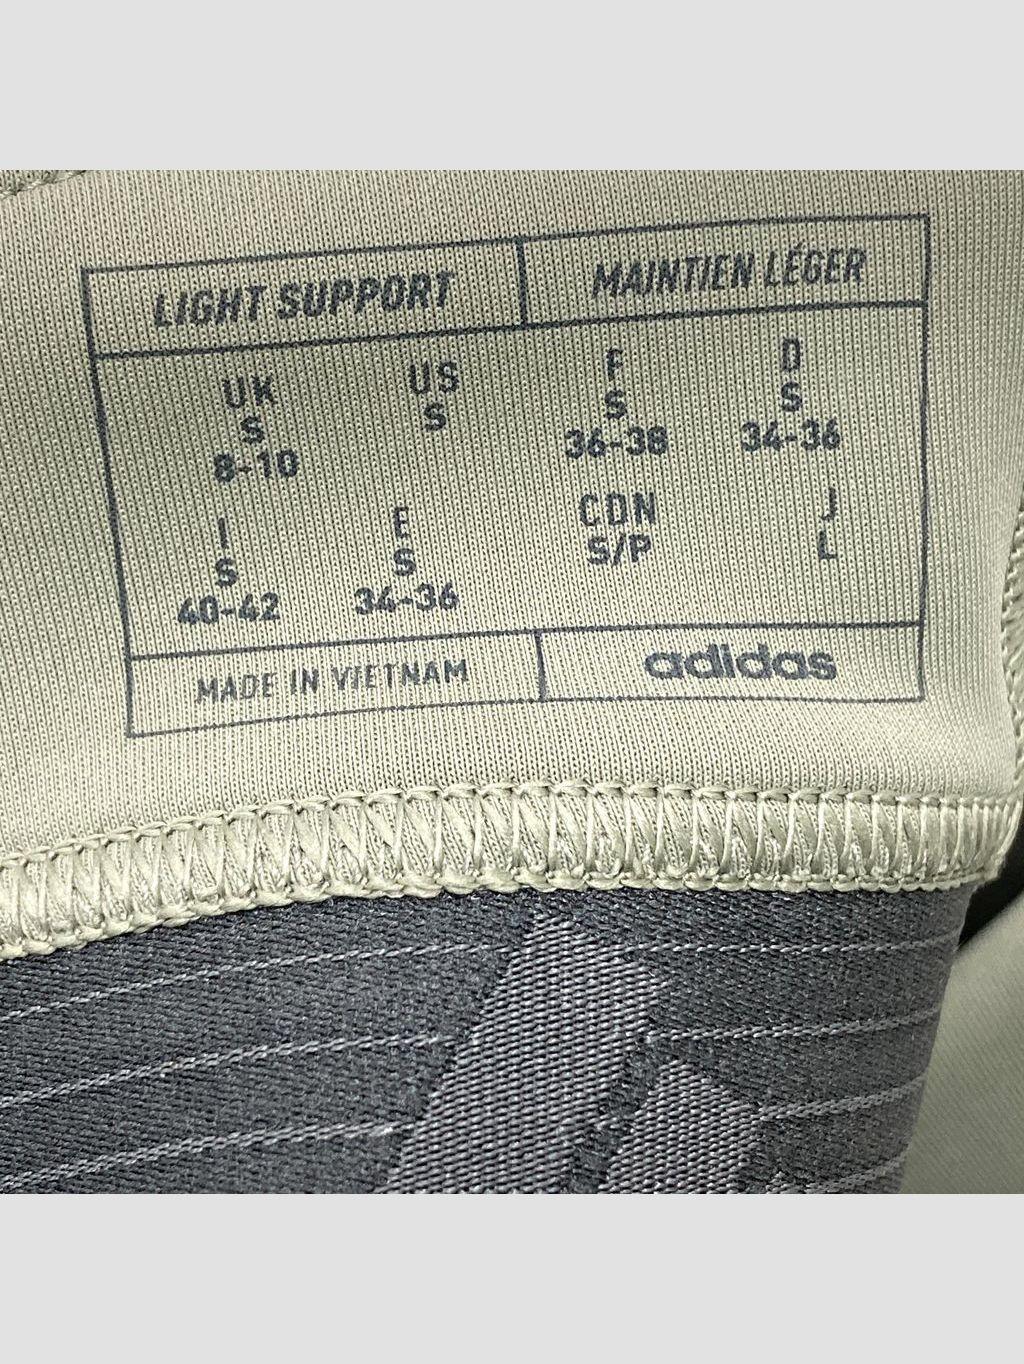 LIGHT SUPPORT MAINTIEN LÉGER
UK US F D
S S S S
8-10 36-38 34-36
I E CDN J
S S S/P L
40-42 34-36
MADE IN VIETNAM adidas